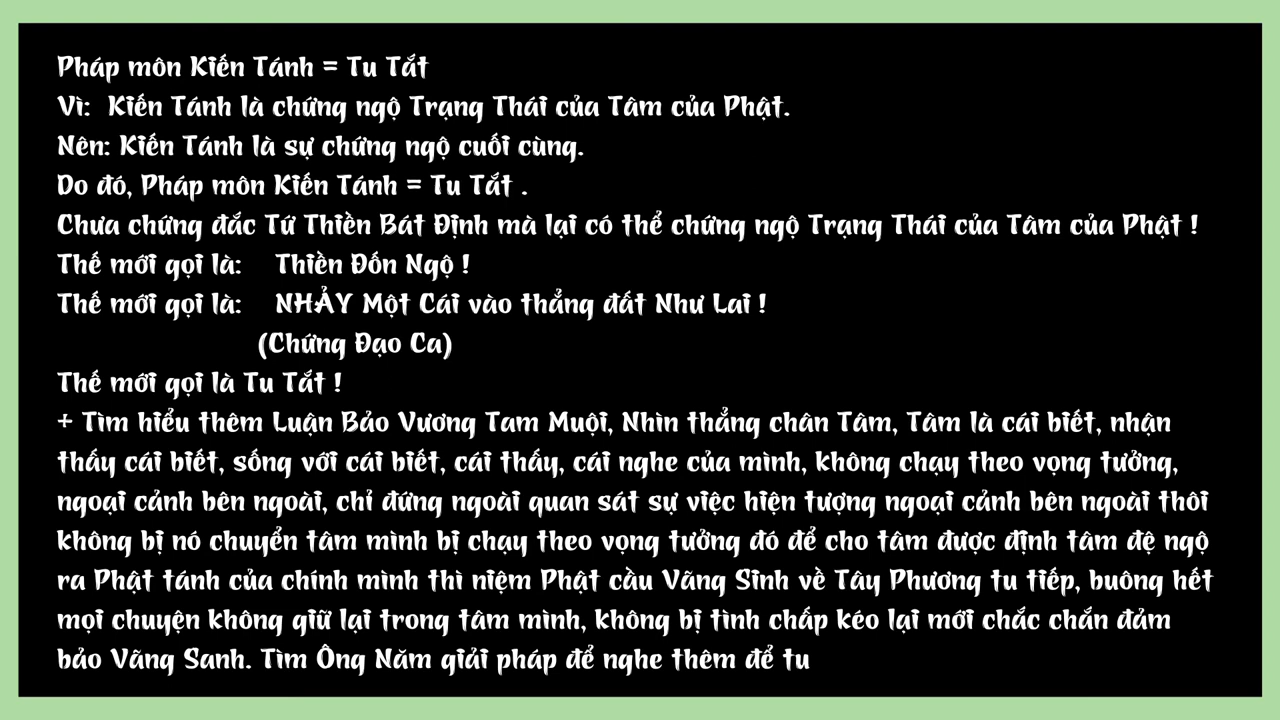 Pháp môn Kiến Tánh = Tu Tắt
Vì: Kiến Tánh là chứng ngộ Trạng Thái của Tâm của Phật.
Nên: Kiến Tánh là sự chứng ngộ cuối cùng.
Do đó, Pháp môn Kiến Tánh = Tu Tắt .
Chưa chứng đắc Tứ Thiền Bát Định mà lại có thể chứng ngộ Trạng Thái của Tâm của Phật !
Thế mới gọi là: Thiền Đốn Ngộ !
Thế mới gọi là: NHẢY Một Cái vào thẳng đất Như Lai !
(Chứng Đạo Ca)
Thế mới gọi là Tu Tắt !
+ Tìm hiểu thêm Luận Bảo Vương Tam Muội, Nhìn thẳng chân Tâm, Tâm là cái biết, nhận
thấy cái biết, sống với cái biết, cái thấy, cái nghe của mình, không chạy theo vọng tưởng,
ngoại cảnh bên ngoài, chỉ đứng ngoài quan sát sự việc hiện tượng ngoại cảnh bên ngoài thôi
không bị nó chuyển tâm mình bị chạy theo vọng tưởng đó để cho tâm được định tâm đệ ngộ
ra Phật tánh của chính mình thì niệm Phật cầu Vãng Sinh về Tây Phương tu tiếp, buông hết
mọi chuyện không giữ lại trong tâm mình, không bị tình chấp kéo lại mới chắc chắn đảm
bảo Vãng Sanh. Tìm Ông Năm giải pháp để nghe thêm để tu